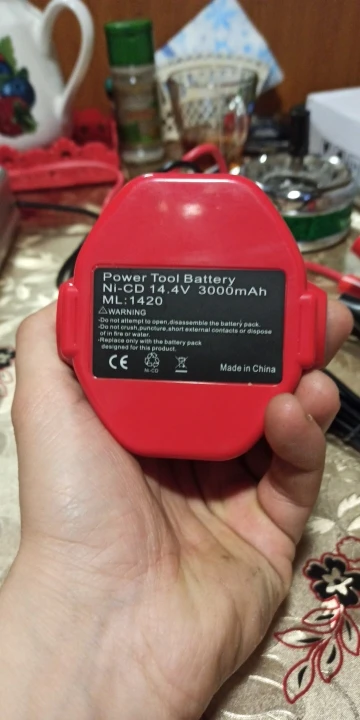 Power Tool Battery
Ni-CD 14.4V 3000mAh
ML:1420
WARNING
-Do not attempt to open,disassemble the battery pack.
-Do not crush,puncture,short external contacts or dispose
of in fire or water.
-Replace only with the battery pack
designed for this product.
CE
Ni-CD
Made in China